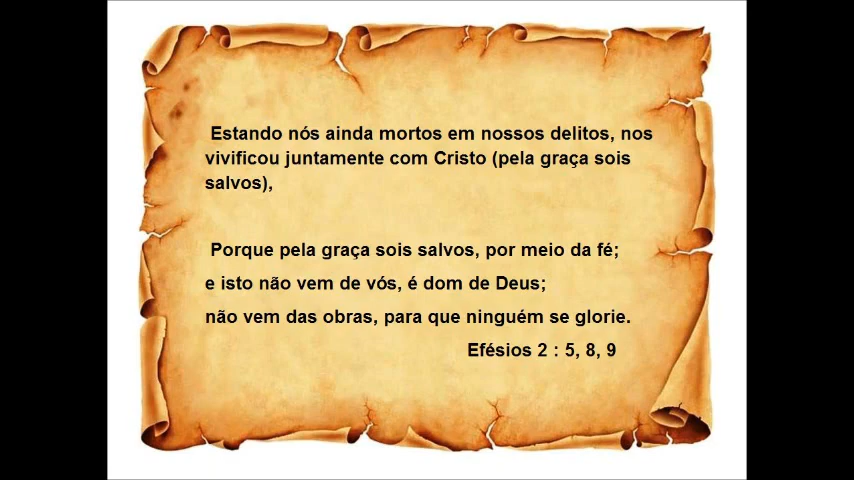 Estando nós ainda mortos em nossos delitos, nos
vivificou juntamente com Cristo (pela graça sois
salvos),
Porque pela graça sois salvos, por meio da fé;
e isto não vem de vós, é dom de Deus;
não vem das obras, para que ninguém se glorie.
Efésios 2 : 5, 8, 9